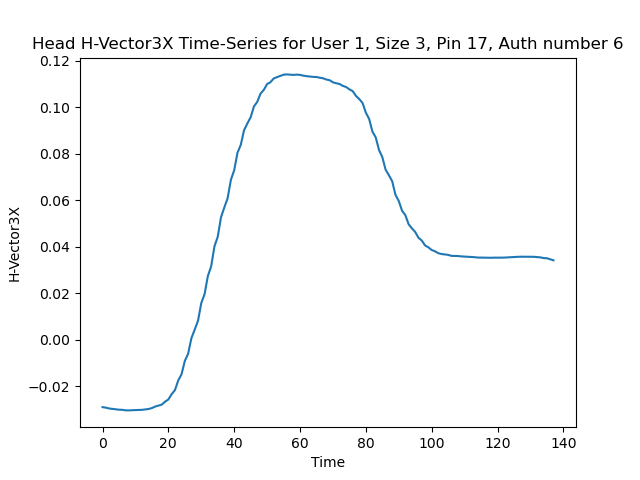 Head H-Vector3X Time-Series for User 1, Size 3, Pin 17, Auth number 6
0.12
0.10
0.08
0.06
0.04
0.02
0.00
−0.02
H-Vector3X
0 20 40 60 80 100 120 140
Time